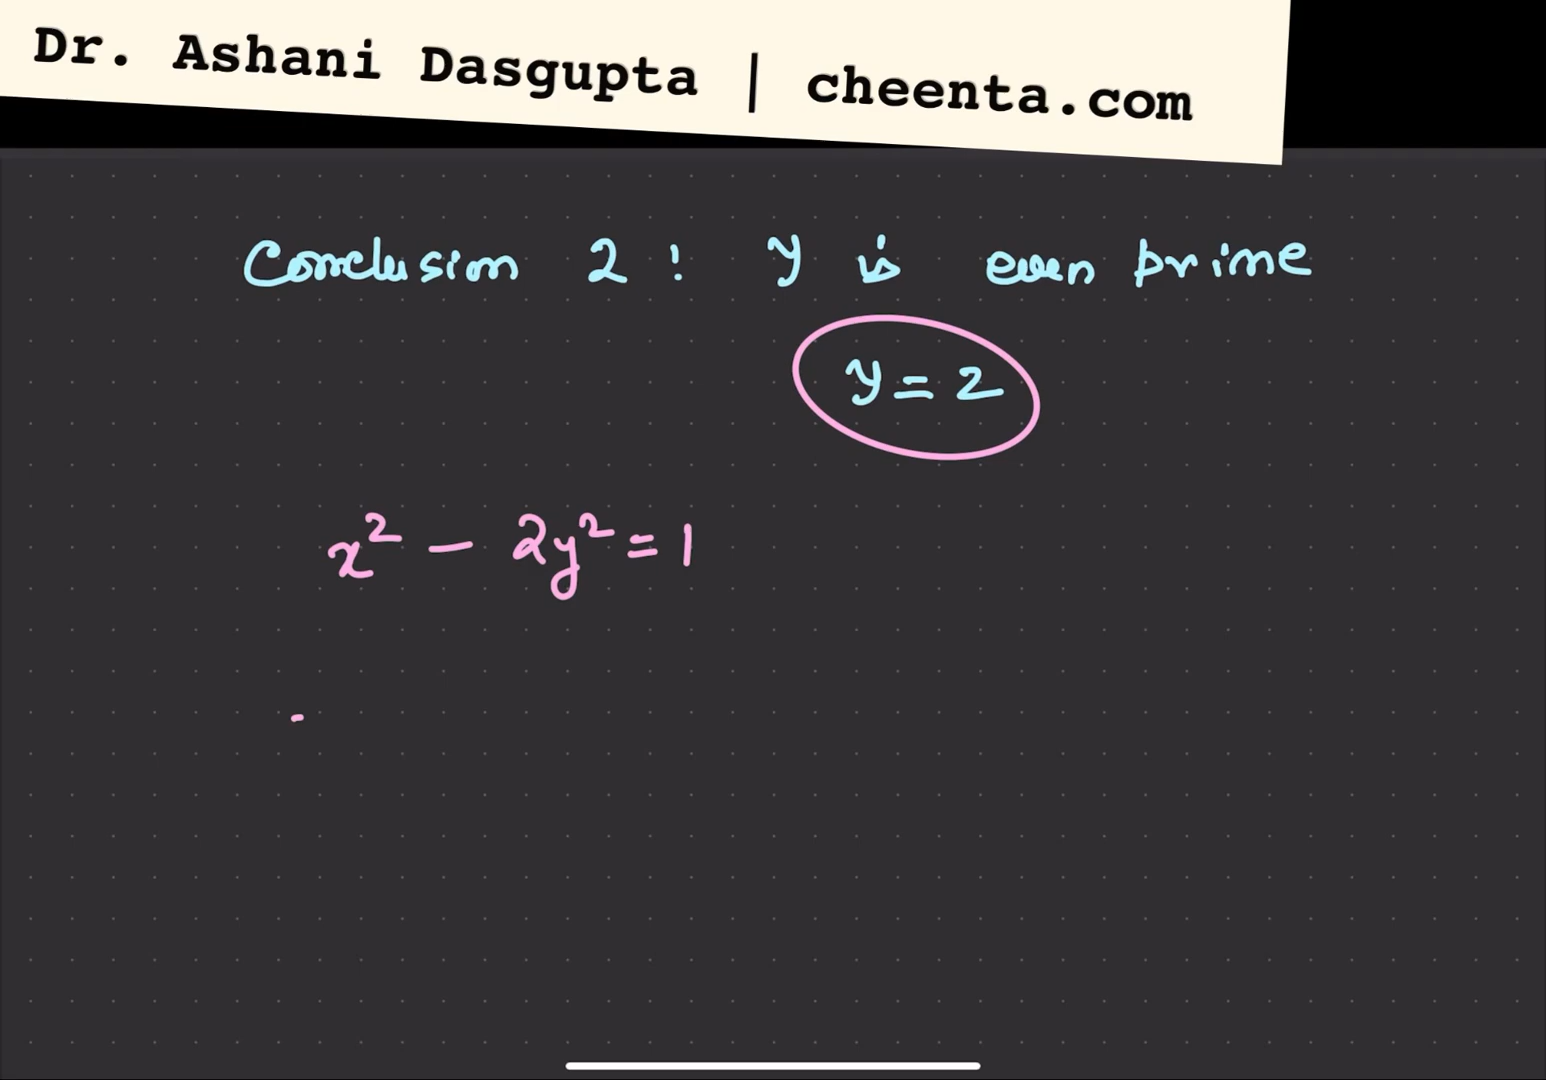 Dr. Ashani Dasgupta | cheenta.com
Conclusion 2 : y is even prime
y = 2
x² - 2y² = 1